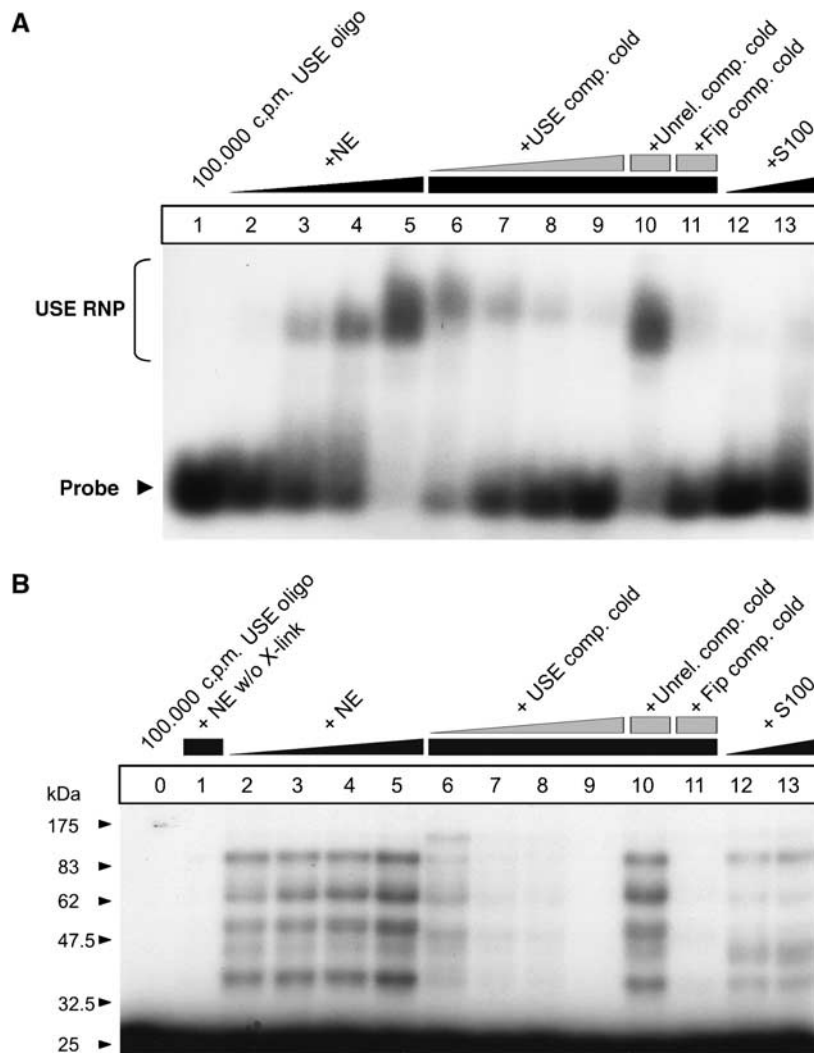 A
100.000 c.p.m. USE oligo
+NE
+USE comp. cold
+Unrel. comp. cold
+Fip comp. cold
+S100
1 2 3 4 5 6 7 8 9 10 11 12 13
USE RNP
Probe
B
100.000 c.p.m. USE oligo
+ NE w/o X-link
+ NE
+ USE comp. cold
+ Unrel. comp. cold
+ Fip comp. cold
+ S100
0 1 2 3 4 5 6 7 8 9 10 11 12 13
kDa
175
83
62
47.5
32.5
25